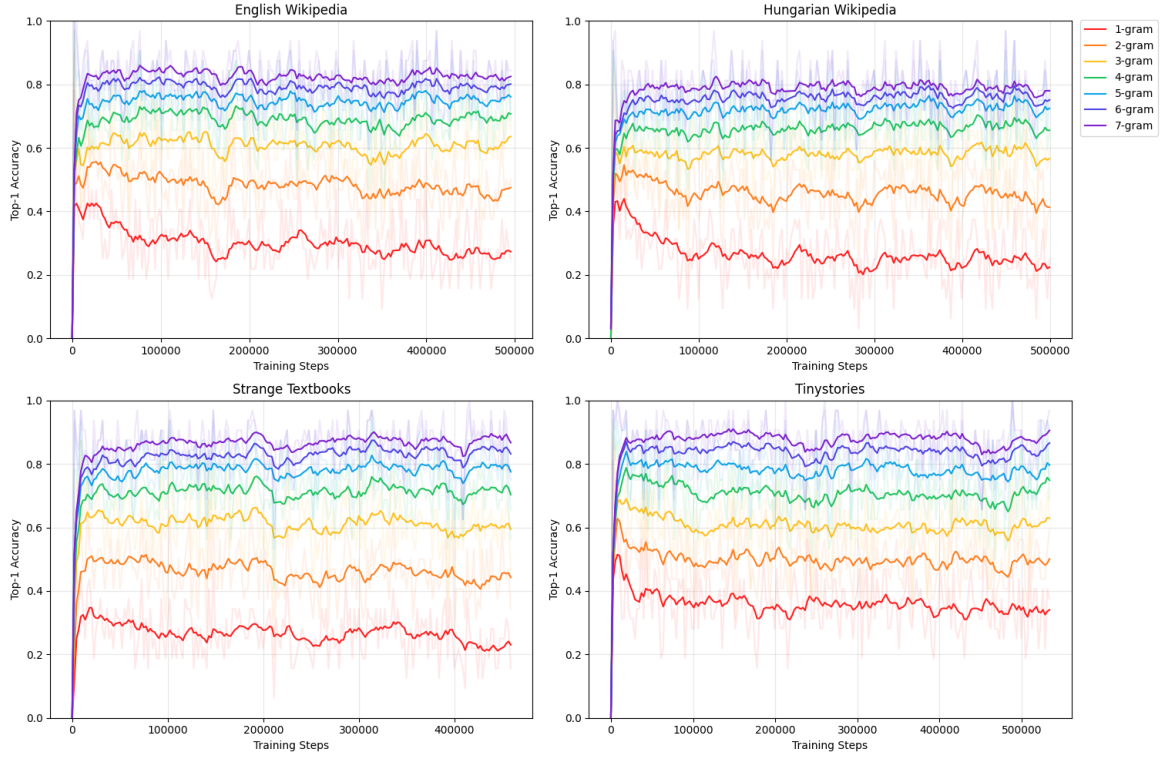 English Wikipedia
1.0
0.8
0.6
0.4
0.2
0.0
Top-1 Accuracy
0
100000
200000
300000
400000
500000
Training Steps
Hungarian Wikipedia
1.0
0.8
0.6
0.4
0.2
0.0
Top-1 Accuracy
0
100000
200000
300000
400000
500000
Training Steps
1-gram
2-gram
3-gram
4-gram
5-gram
6-gram
7-gram
Strange Textbooks
1.0
0.8
0.6
0.4
0.2
0.0
Top-1 Accuracy
0
100000
200000
300000
400000
Training Steps
Tinystories
1.0
0.8
0.6
0.4
0.2
0.0
Top-1 Accuracy
0
100000
200000
300000
400000
500000
Training Steps